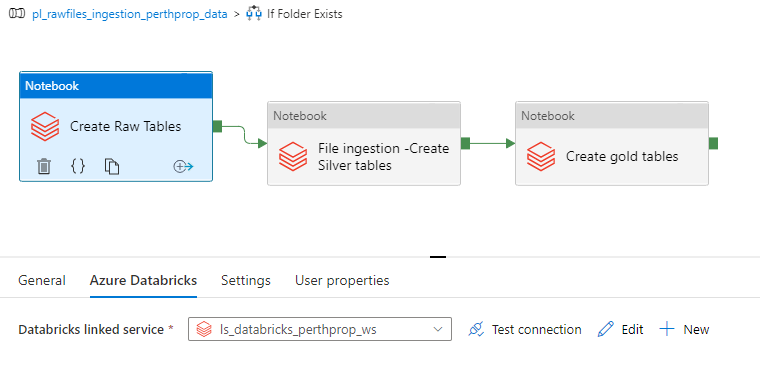 pl_rawfiles_ingestion_perthprop_data > If Folder Exists
Notebook
Create Raw Tables
{}
Notebook
File ingestion -Create
Silver tables
Notebook
Create gold tables
General Azure Databricks Settings User properties
Databricks linked service * ls_databricks_perthprop_ws Test connection Edit New